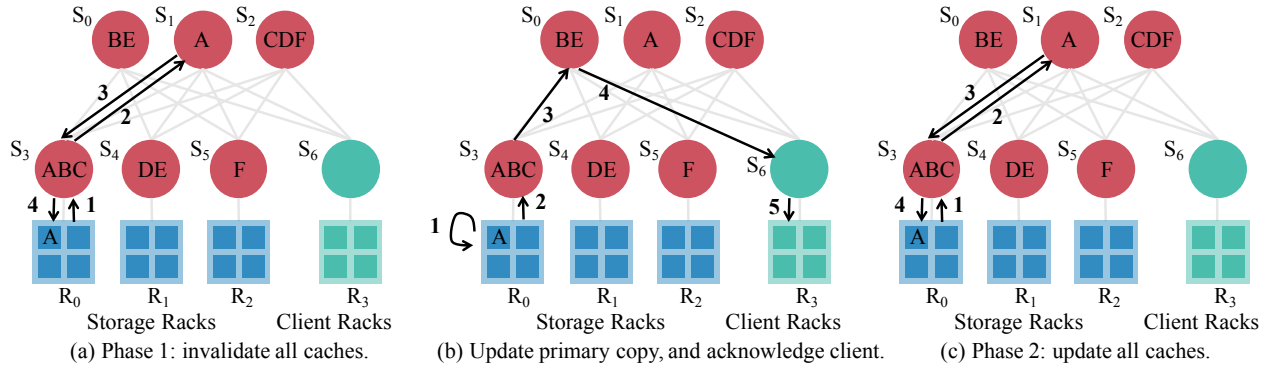 S0 BE S1 A S2 CDF
3
2
S3 ABC S4 DE S5 F S6
4 1
A
R0 R1 R2 R3
Storage Racks Client Racks
(a) Phase 1: invalidate all caches.
S0 BE S1 A S2 CDF
4
3
S3 ABC S4 DE S5 F S6
2 5
1 A
R0 R1 R2 R3
Storage Racks Client Racks
(b) Update primary copy, and acknowledge client.
S0 BE S1 A S2 CDF
3
2
S3 ABC S4 DE S5 F S6
4 1
A
R0 R1 R2 R3
Storage Racks Client Racks
(c) Phase 2: update all caches.